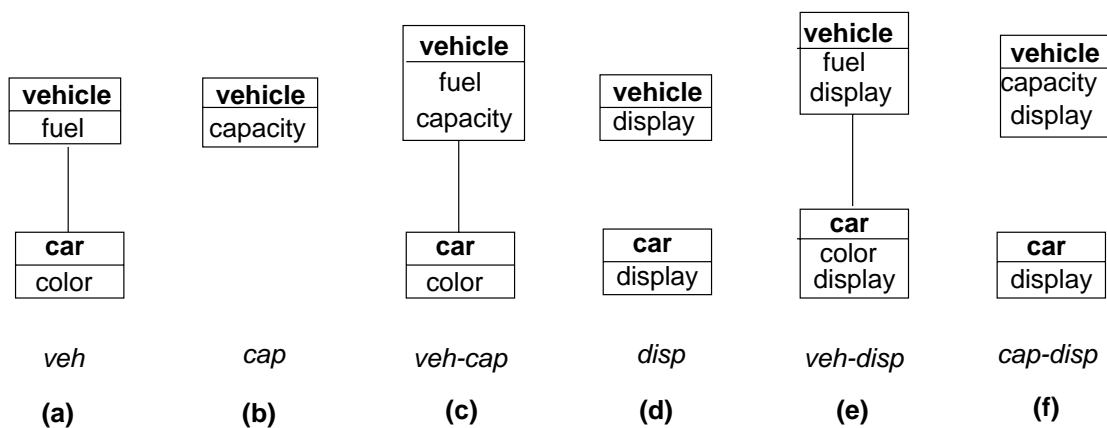 vehicle
fuel
car
color
veh
(a)
vehicle
capacity
cap
(b)
vehicle
fuel
capacity
car
color
veh-cap
(c)
vehicle
display
car
display
disp
(d)
vehicle
fuel
display
car
color
display
veh-disp
(e)
vehicle
capacity
display
car
display
cap-disp
(f)